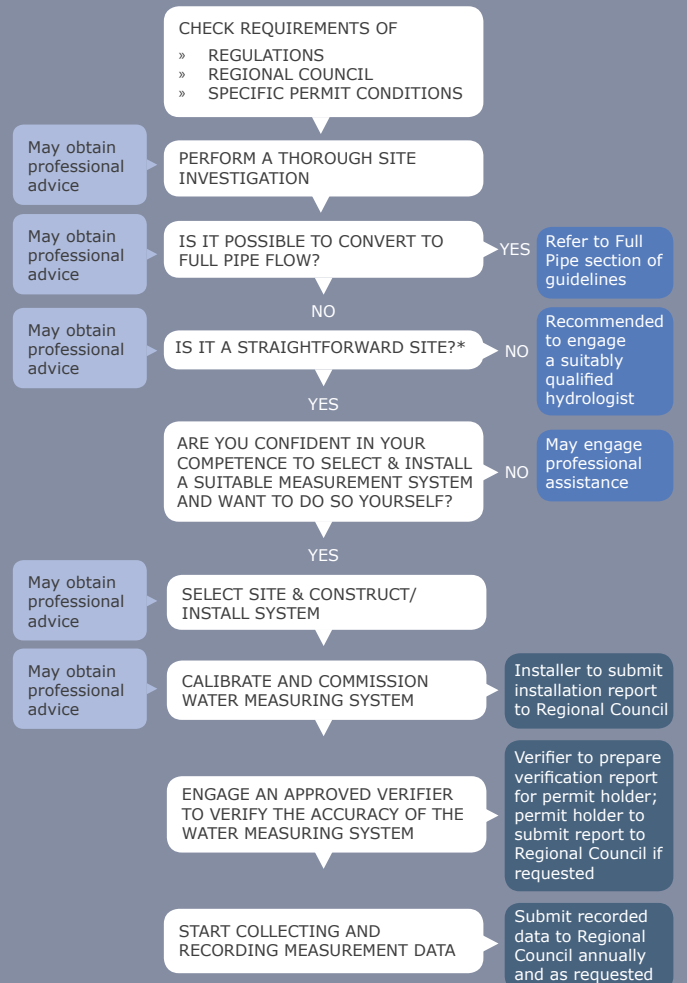 CHECK REQUIREMENTS OF
» REGULATIONS
» REGIONAL COUNCIL
» SPECIFIC PERMIT CONDITIONS
May obtain
professional
advice
PERFORM A THOROUGH SITE
INVESTIGATION
May obtain
professional
advice
IS IT POSSIBLE TO CONVERT TO
FULL PIPE FLOW?
YES
Refer to Full
Pipe section of
guidelines
NO
May obtain
professional
advice
IS IT A STRAIGHTFORWARD SITE?*
NO
Recommended
to engage
a suitably
qualified
hydrologist
YES
ARE YOU CONFIDENT IN YOUR
COMPETENCE TO SELECT & INSTALL
A SUITABLE MEASUREMENT SYSTEM
AND WANT TO DO SO YOURSELF?
NO
May engage
professional
assistance
YES
May obtain
professional
advice
SELECT SITE & CONSTRUCT/
INSTALL SYSTEM
May obtain
professional
advice
CALIBRATE AND COMMISSION
WATER MEASURING SYSTEM
Installer to submit
installation report
to Regional Council
ENGAGE AN APPROVED VERIFIER
TO VERIFY THE ACCURACY OF THE
WATER MEASURING SYSTEM
Verifier to prepare
verification report
for permit holder;
permit holder to
submit report to
Regional Council if
requested
START COLLECTING AND
RECORDING MEASUREMENT DATA
Submit recorded
data to Regional
Council annually
and as requested